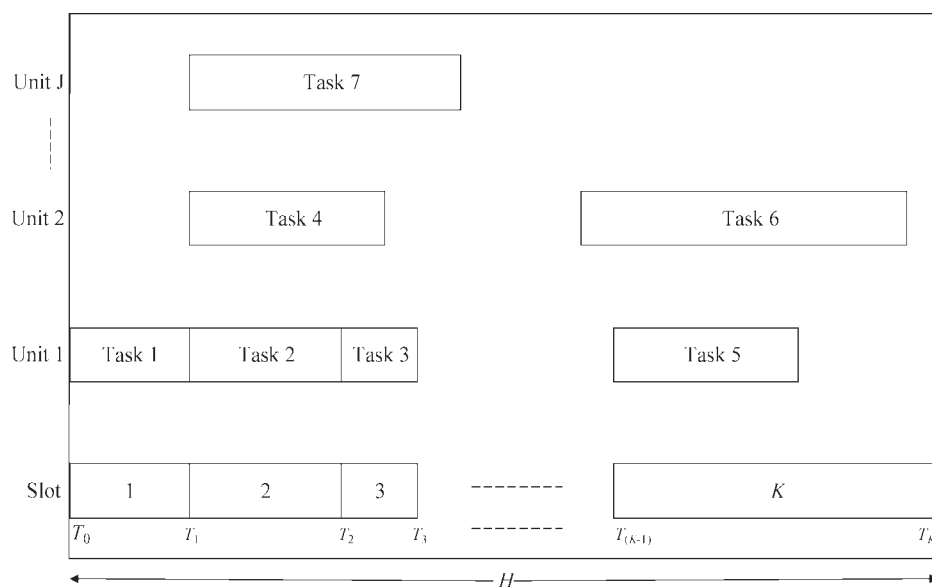 Unit J
Task 7
Unit 2
Task 4
Task 6
Unit 1
Task 1
Task 2
Task 3
Task 5
Slot
1
2
3
K
T₀
T₁
T₂
T₃
T₍K-1₎
T_K
H